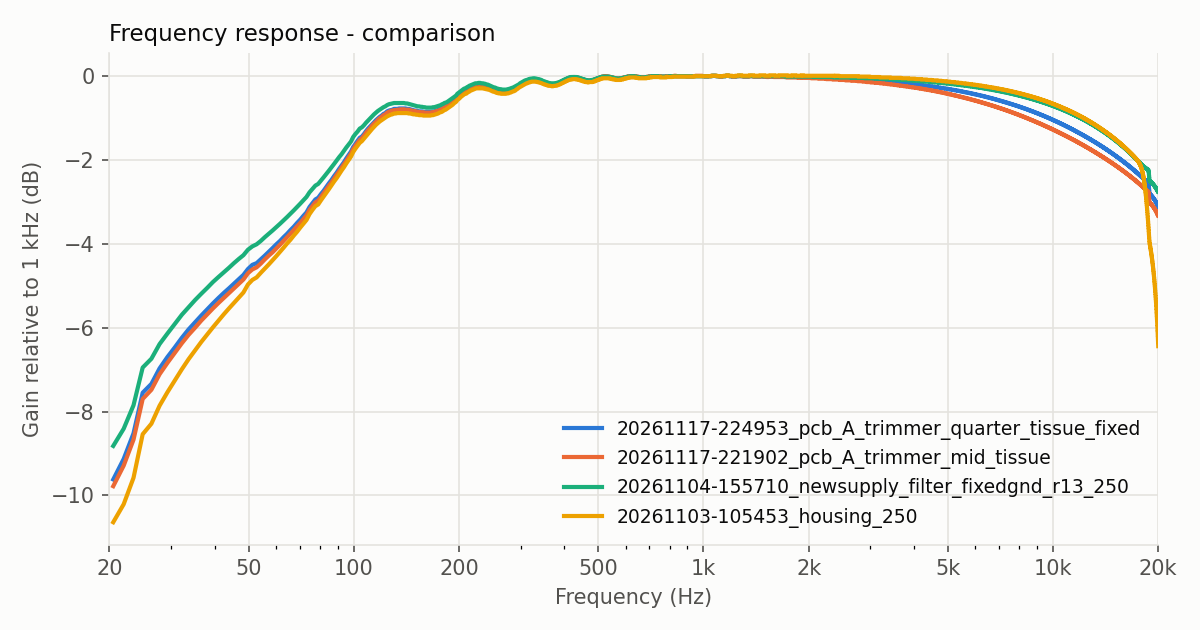 Frequency response - comparison
Gain relative to 1 kHz (dB)
0
−2
−4
−6
−8
−10
20261117-224953_pcb_A_trimmer_quarter_tissue_fixed
20261117-221902_pcb_A_trimmer_mid_tissue
20261104-155710_newsupply_filter_fixedgnd_r13_250
20261103-105453_housing_250
20 50 100 200 500 1k 2k 5k 10k 20k
Frequency (Hz)